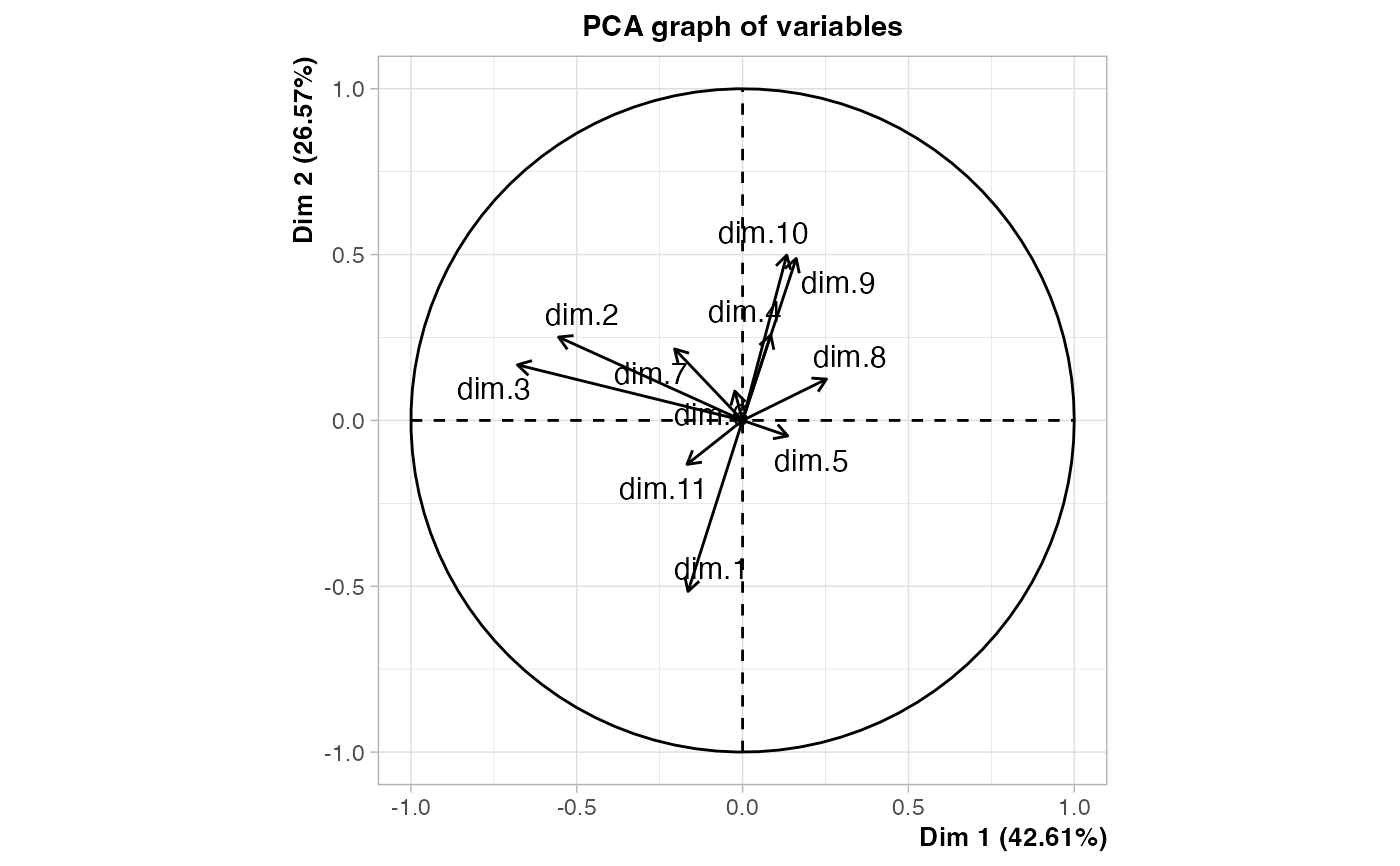 PCA graph of variables
Dim 2 (26.57%)
1.0
0.5
0.0
-0.5
-1.0
dim.10
dim.9
dim.4
dim.2
dim.8
dim.7
dim.3
dim.5
dim.11
dim.1
-1.0
-0.5
0.0
0.5
1.0
Dim 1 (42.61%)